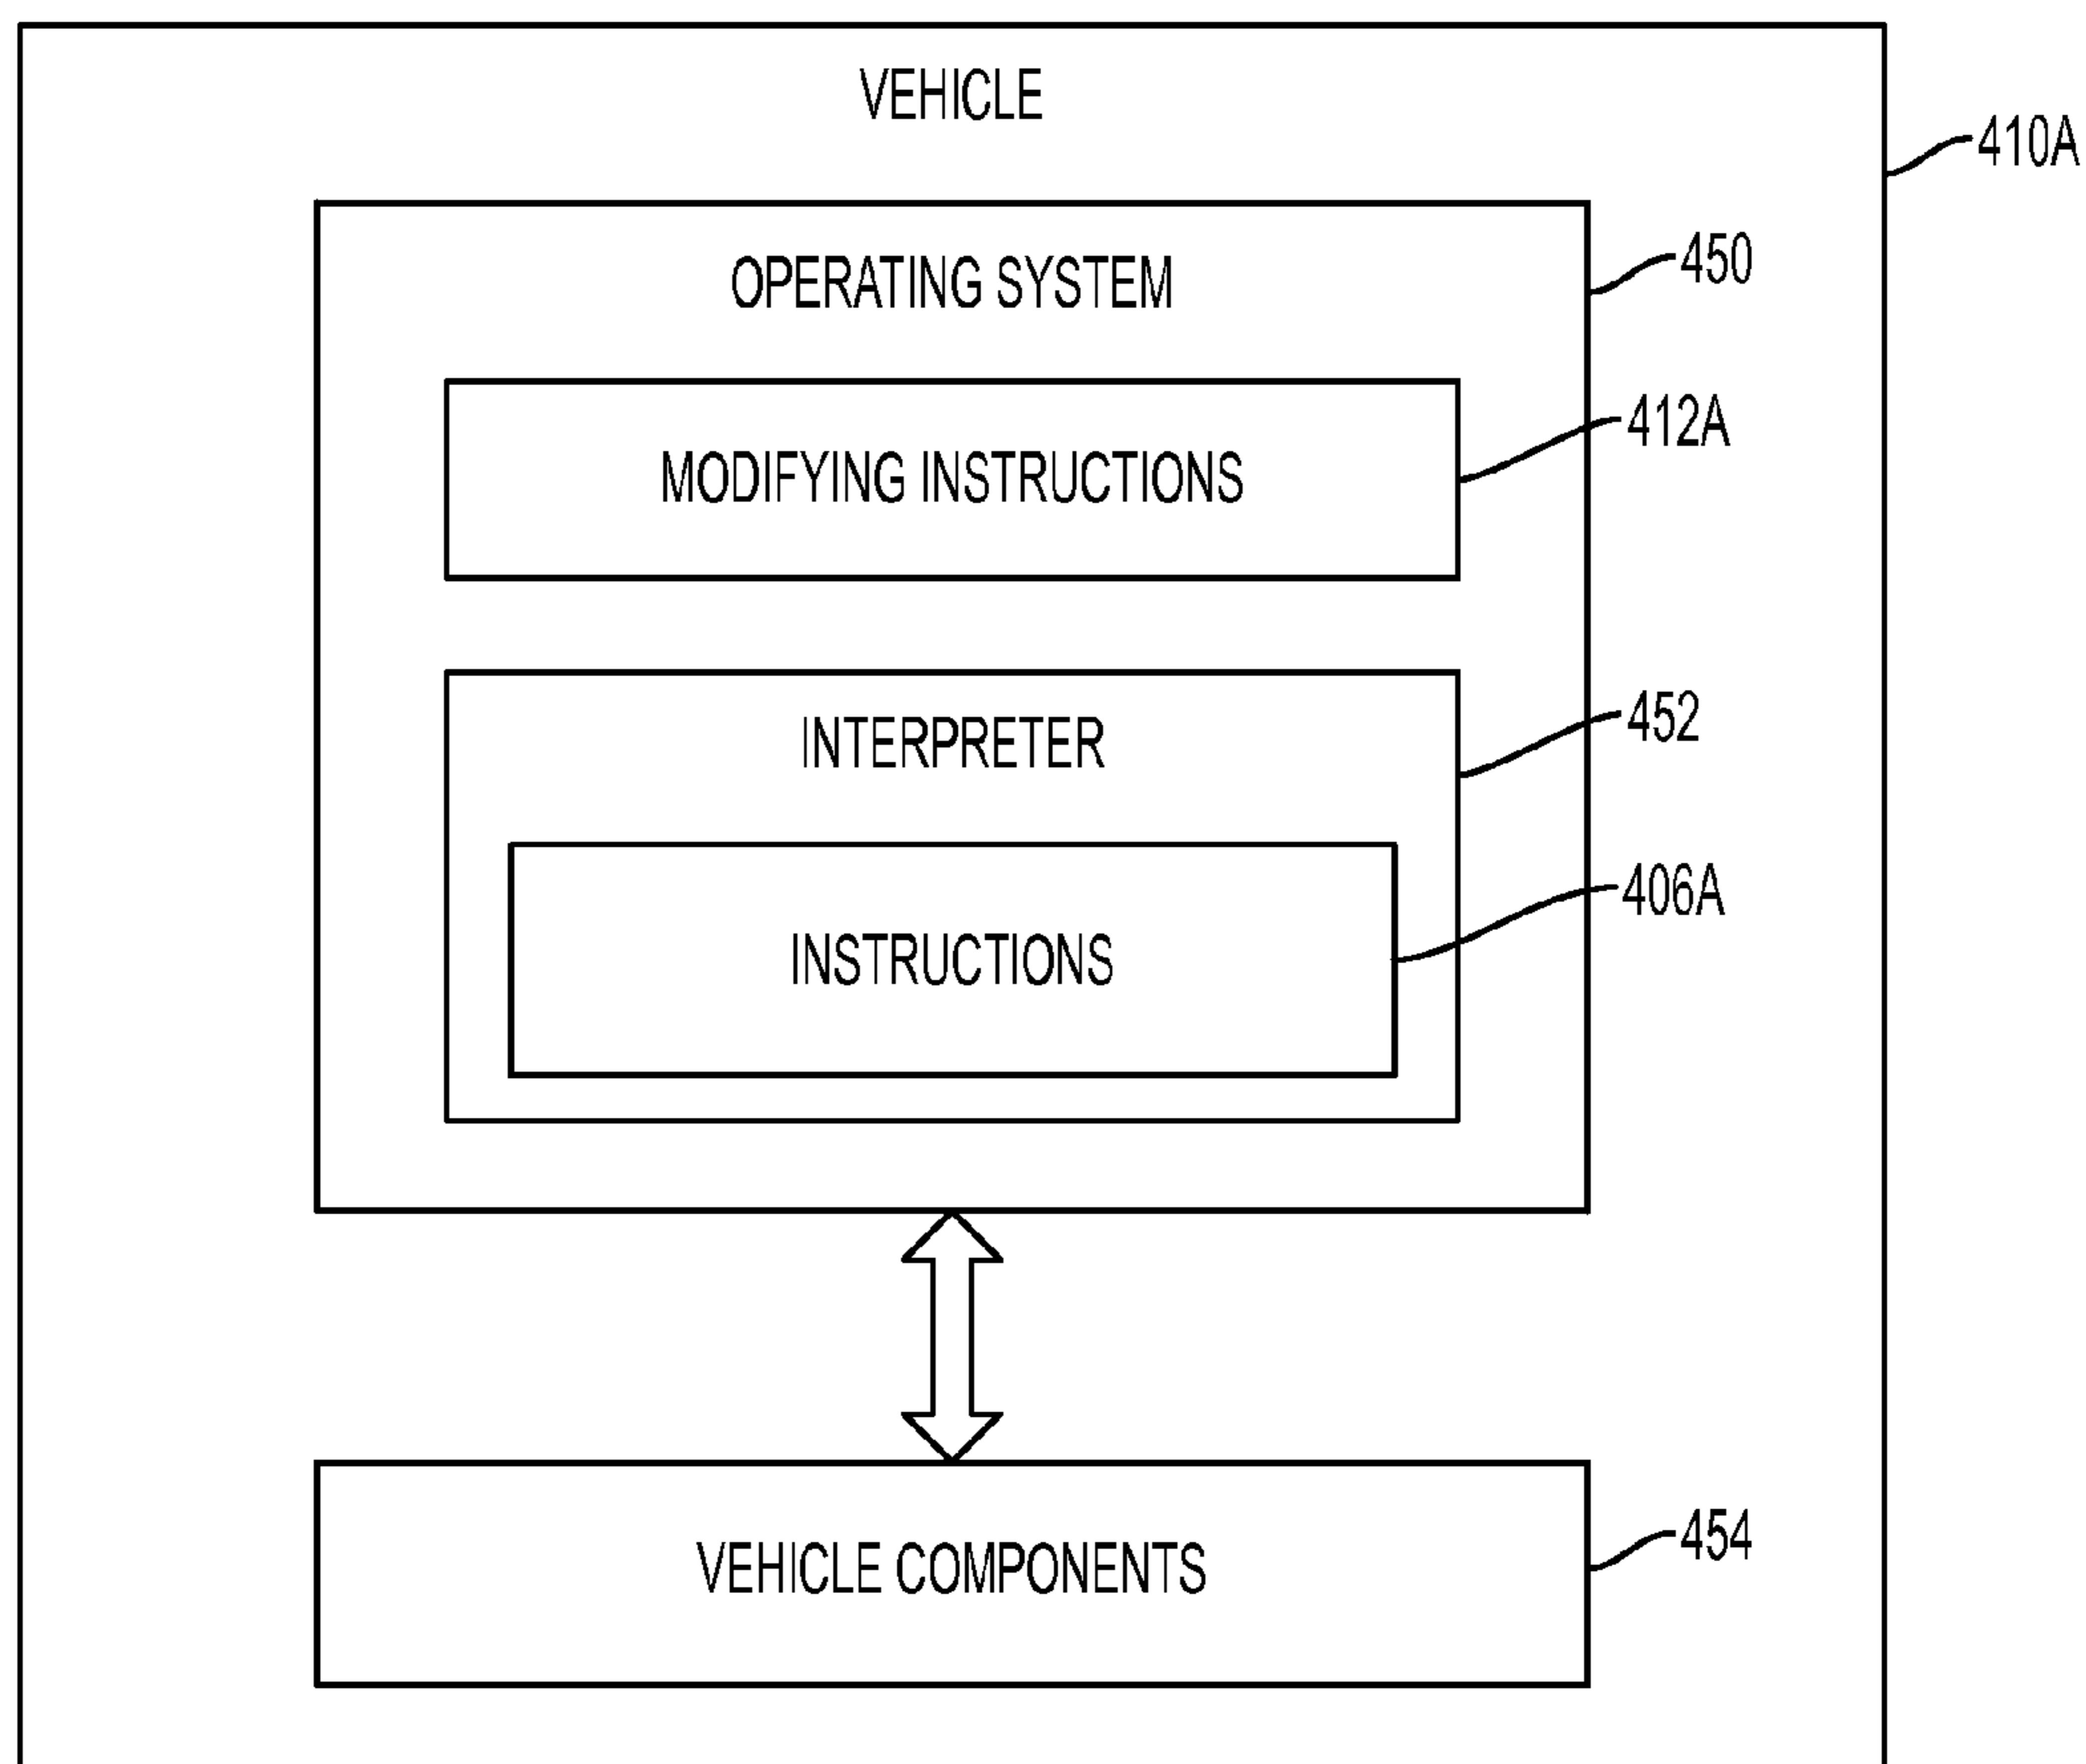 VEHICLE
410A
OPERATING SYSTEM
450
MODIFYING INSTRUCTIONS
412A
INTERPRETER
452
INSTRUCTIONS
406A
VEHICLE COMPONENTS
454